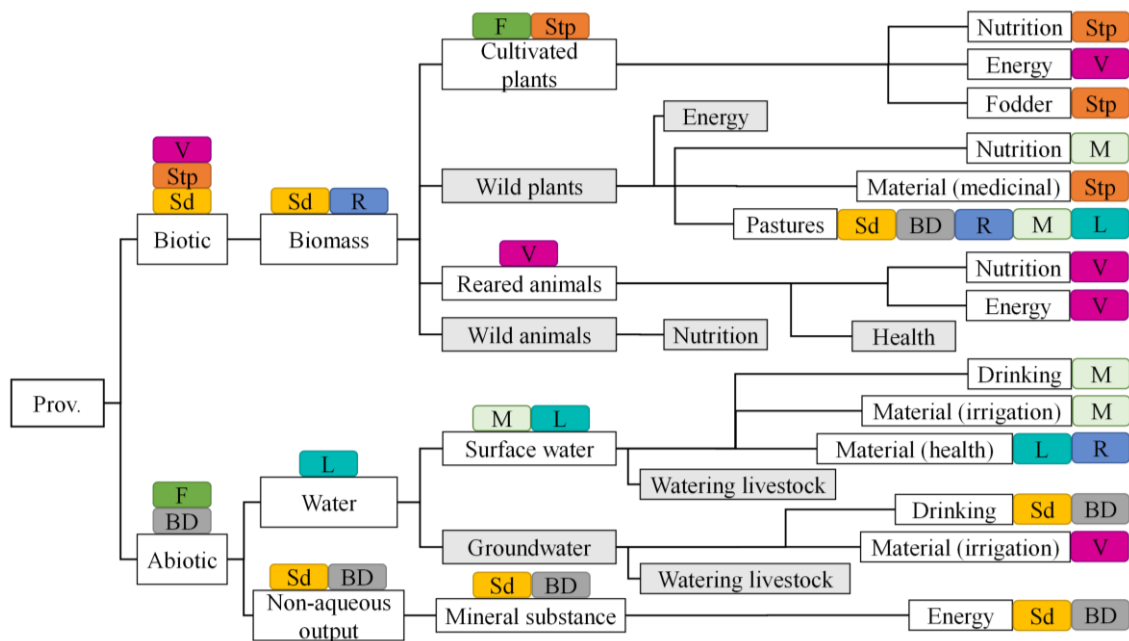 F Stp
Cultivated
plants
Nutrition Stp
Energy V
Fodder Stp
Energy
V
Stp
Sd
Biotic
Sd R
Biomass
Wild plants
Nutrition M
Material (medicinal) Stp
Pastures Sd BD R M L
V
Reared animals
Nutrition V
Energy V
Health
Wild animals
Nutrition
Prov.
M L
Surface water
Drinking M
Material (irrigation) M
Material (health) L R
Watering livestock
L
Water
F
BD
Abiotic
Groundwater
Drinking Sd BD
Material (irrigation) V
Watering livestock
Sd BD
Non-aqueous
output
Sd BD
Mineral substance
Energy Sd BD